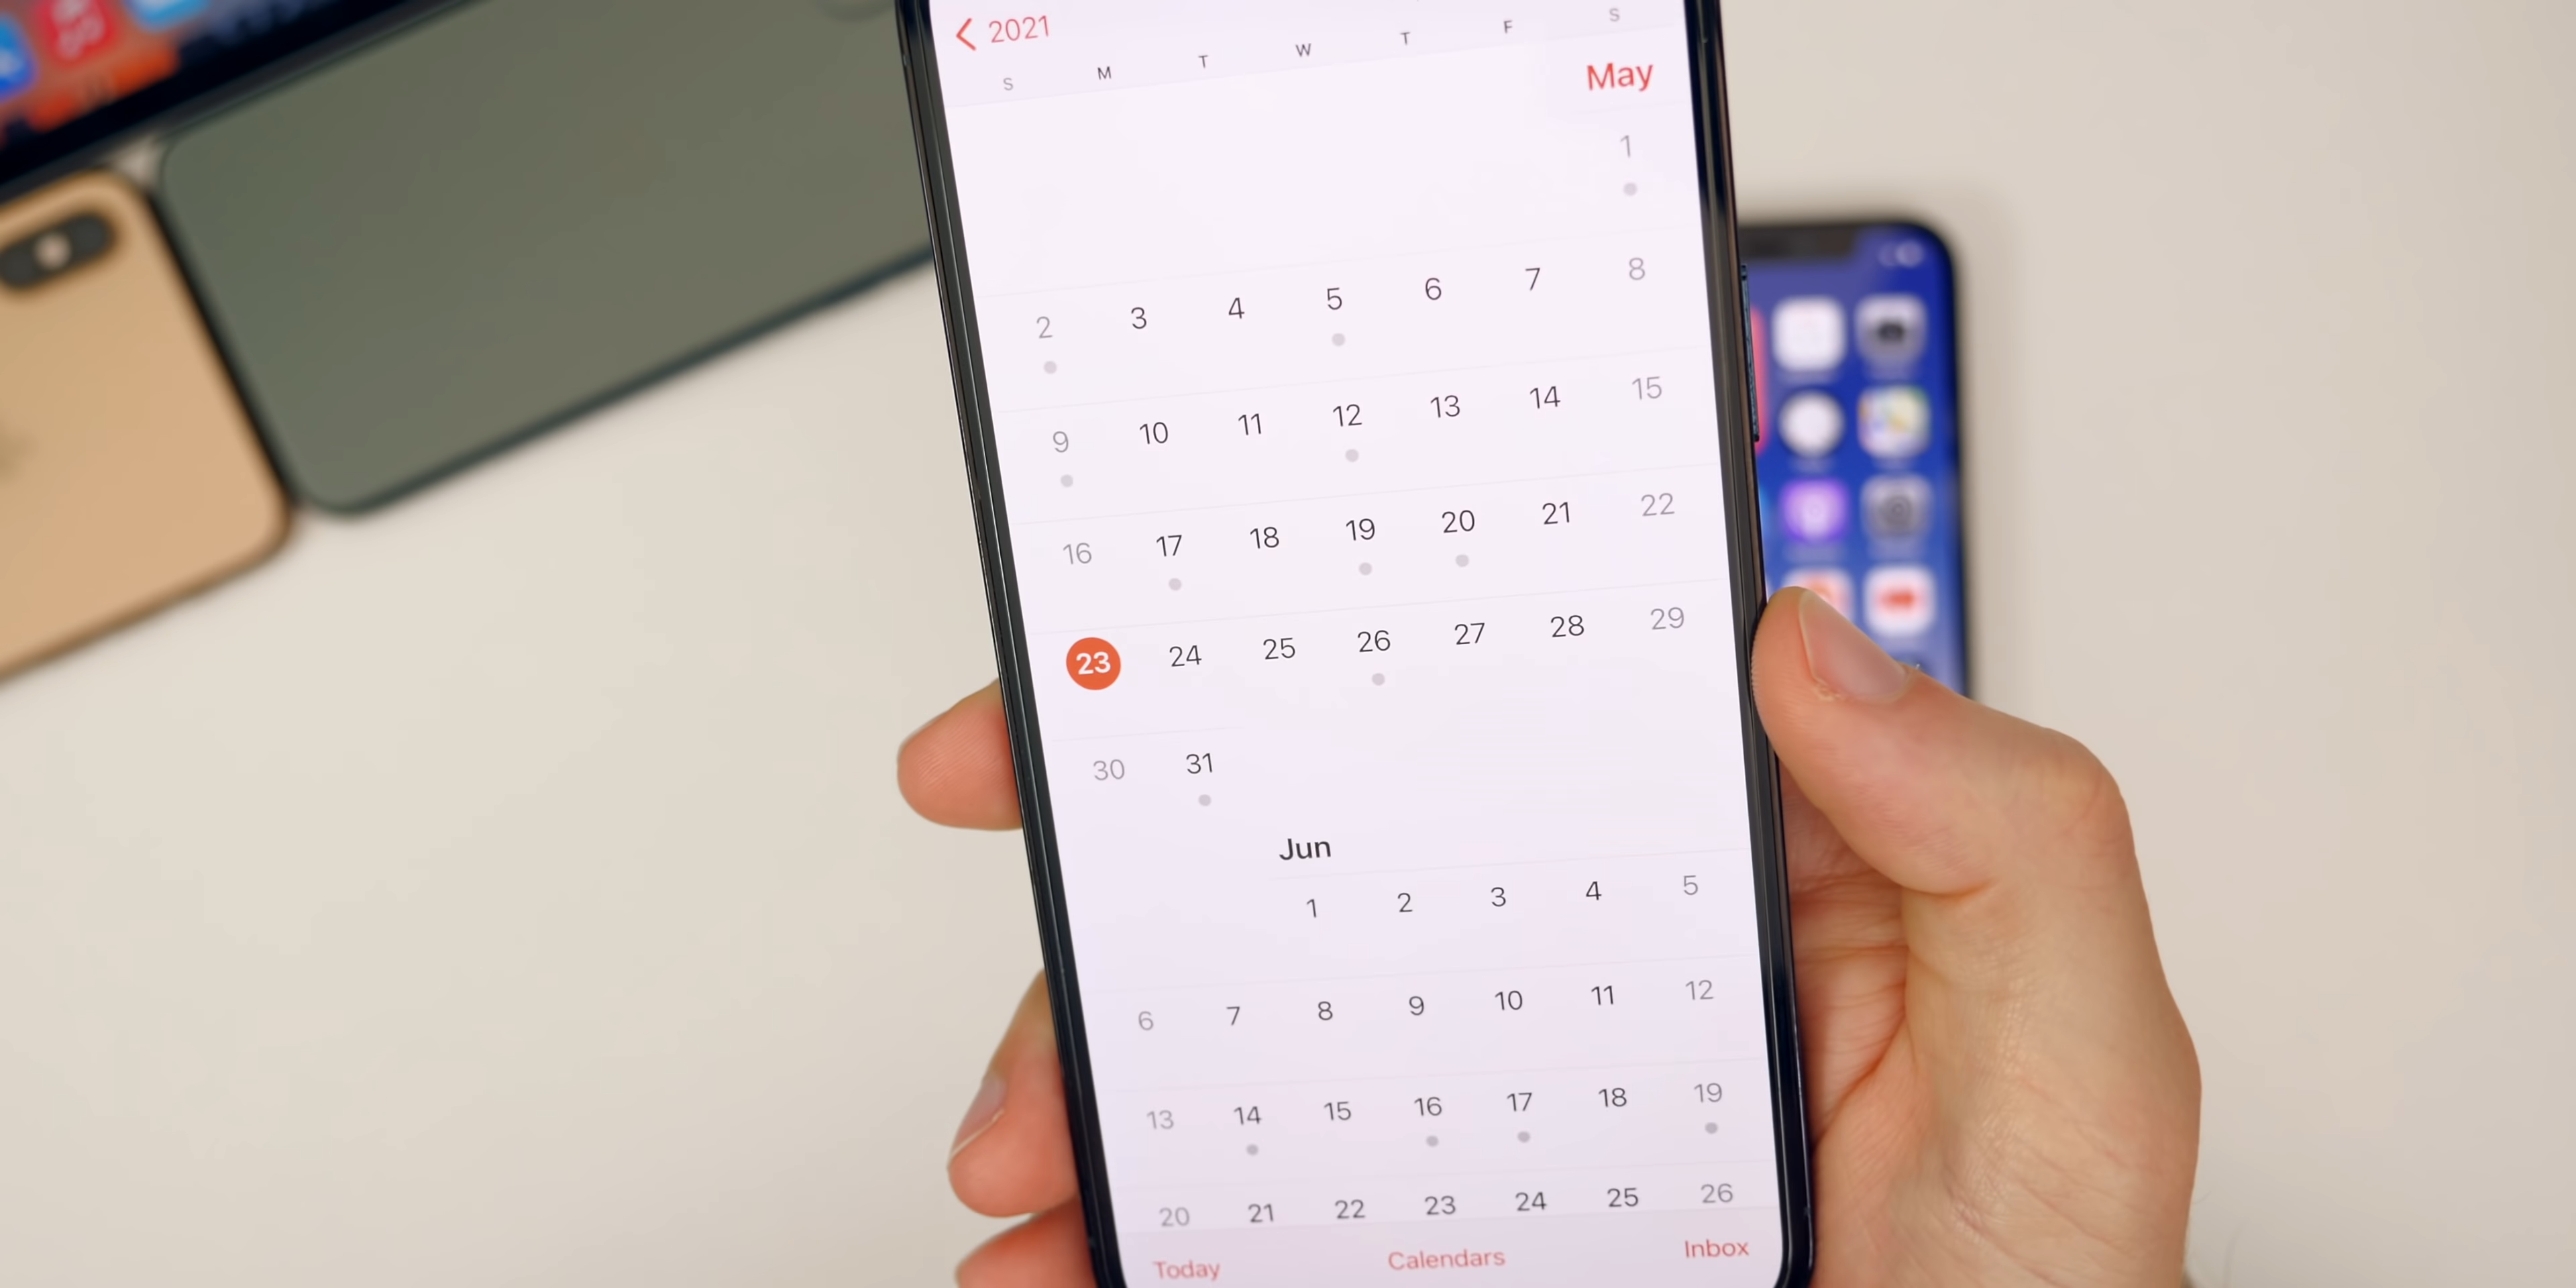 2021
S M T W T F S
May
1
2 3 4 5 6 7 8
9 10 11 12 13 14 15
16 17 18 19 20 21 22
23 24 25 26 27 28 29
30 31
Jun
1 2 3 4 5
6 7 8 9 10 11 12
13 14 15 16 17 18 19
20 21 22 23 24 25 26
Today Calendars Inbox